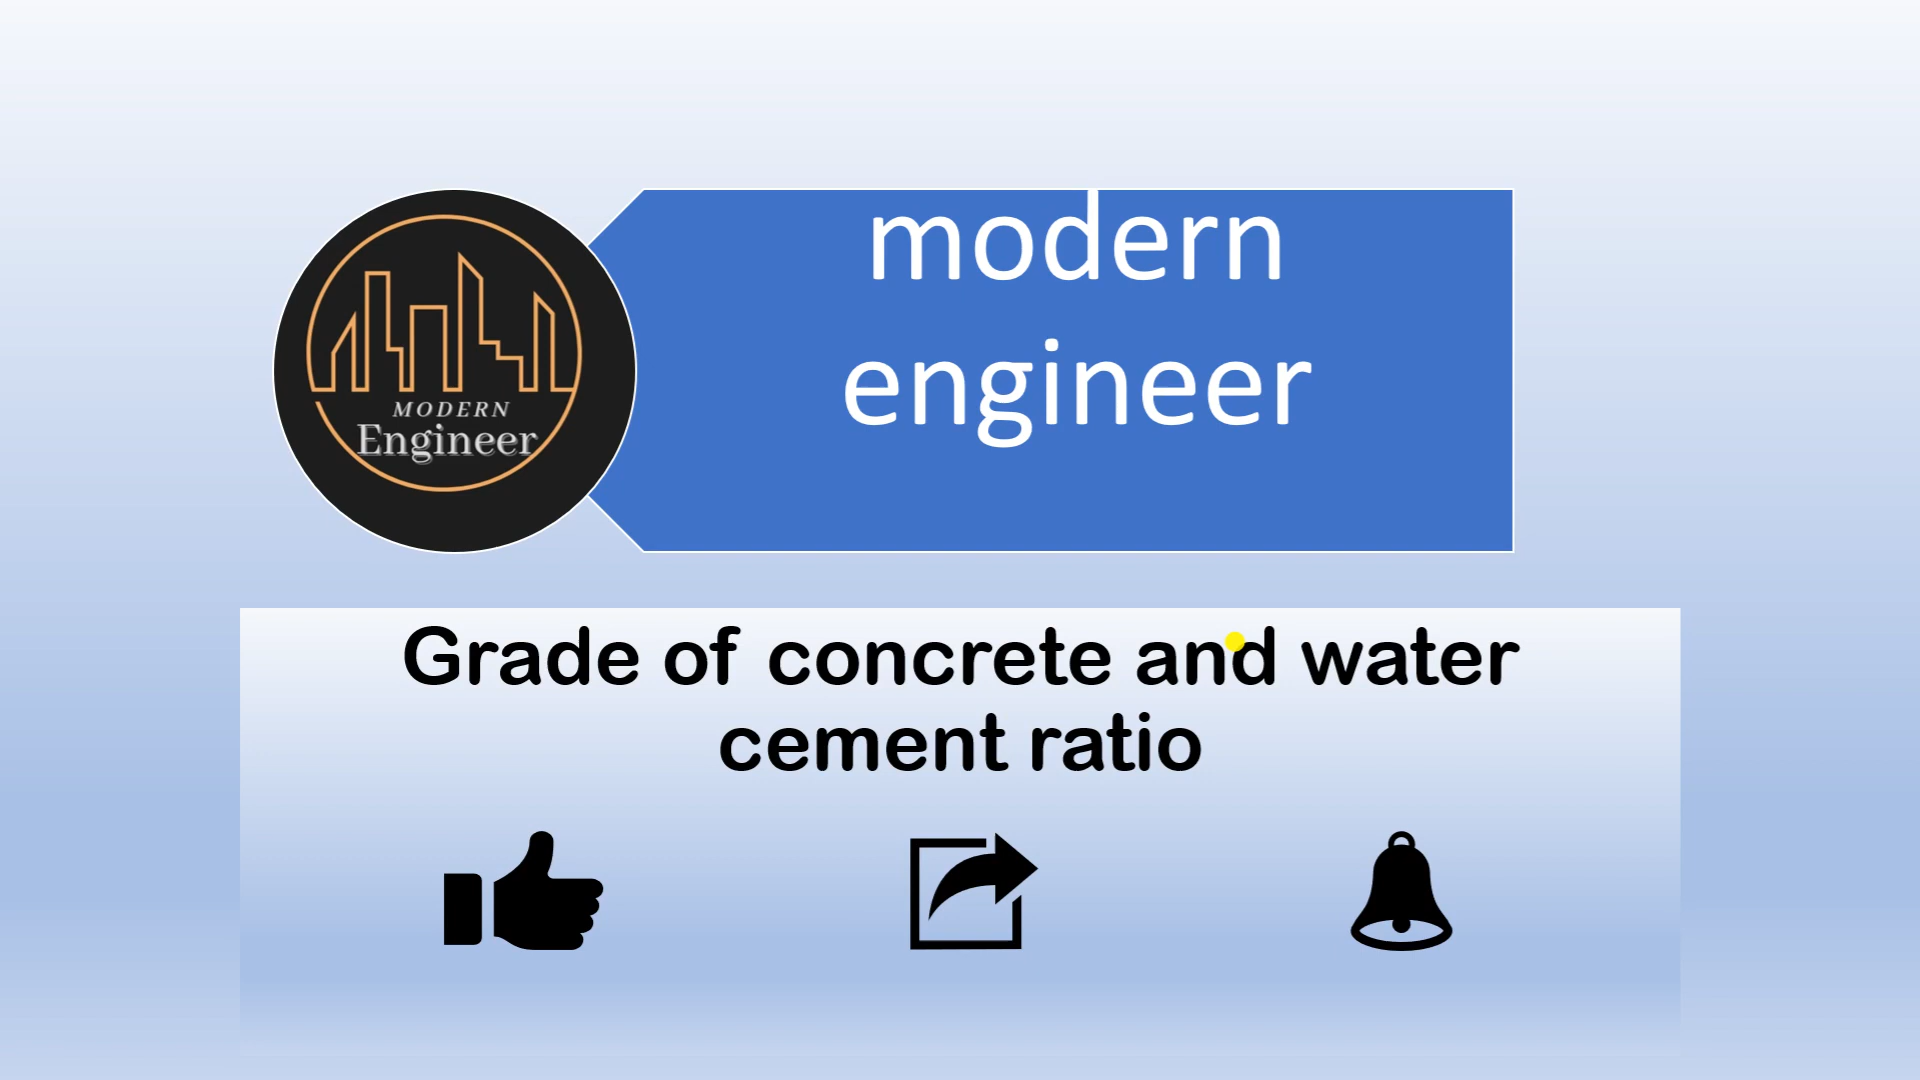 modern
engineer
MODERN
Engineer
Grade of concrete and water
cement ratio